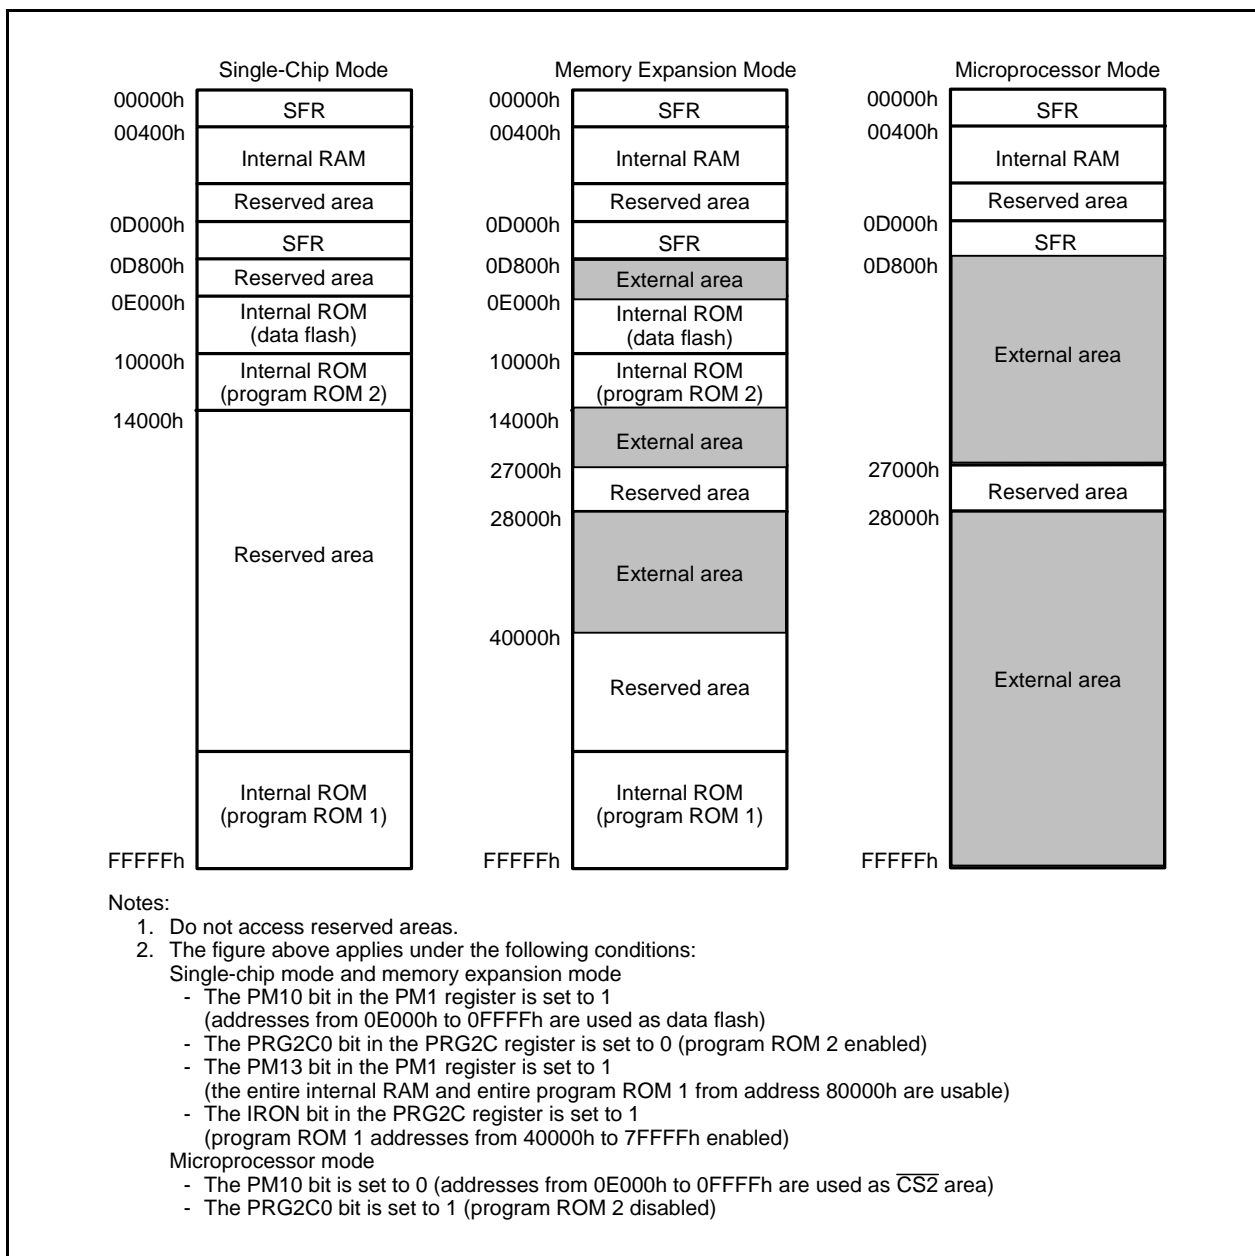 Single-Chip Mode
00000h
SFR
00400h
Internal RAM
Reserved area
0D000h
SFR
0D800h
Reserved area
0E000h
Internal ROM
(data flash)
10000h
Internal ROM
(program ROM 2)
14000h
Reserved area
Internal ROM
(program ROM 1)
FFFFFh
Memory Expansion Mode
00000h
SFR
00400h
Internal RAM
Reserved area
0D000h
SFR
0D800h
External area
0E000h
Internal ROM
(data flash)
10000h
Internal ROM
(program ROM 2)
14000h
External area
27000h
Reserved area
28000h
External area
40000h
Reserved area
Internal ROM
(program ROM 1)
FFFFFh
Microprocessor Mode
00000h
SFR
00400h
Internal RAM
Reserved area
0D000h
SFR
0D800h
External area
27000h
Reserved area
28000h
External area
FFFFFh
Notes:
1. Do not access reserved areas.
2. The figure above applies under the following conditions:
Single-chip mode and memory expansion mode
- The PM10 bit in the PM1 register is set to 1
(addresses from 0E000h to 0FFFFh are used as data flash)
- The PRG2C0 bit in the PRG2C register is set to 0 (program ROM 2 enabled)
- The PM13 bit in the PM1 register is set to 1
(the entire internal RAM and entire program ROM 1 from address 80000h are usable)
- The IRON bit in the PRG2C register is set to 1
(program ROM 1 addresses from 40000h to 7FFFFh enabled)
Microprocessor mode
- The PM10 bit is set to 0 (addresses from 0E000h to 0FFFFh are used as C̅S̅2̅ area)
- The PRG2C0 bit is set to 1 (program ROM 2 disabled)